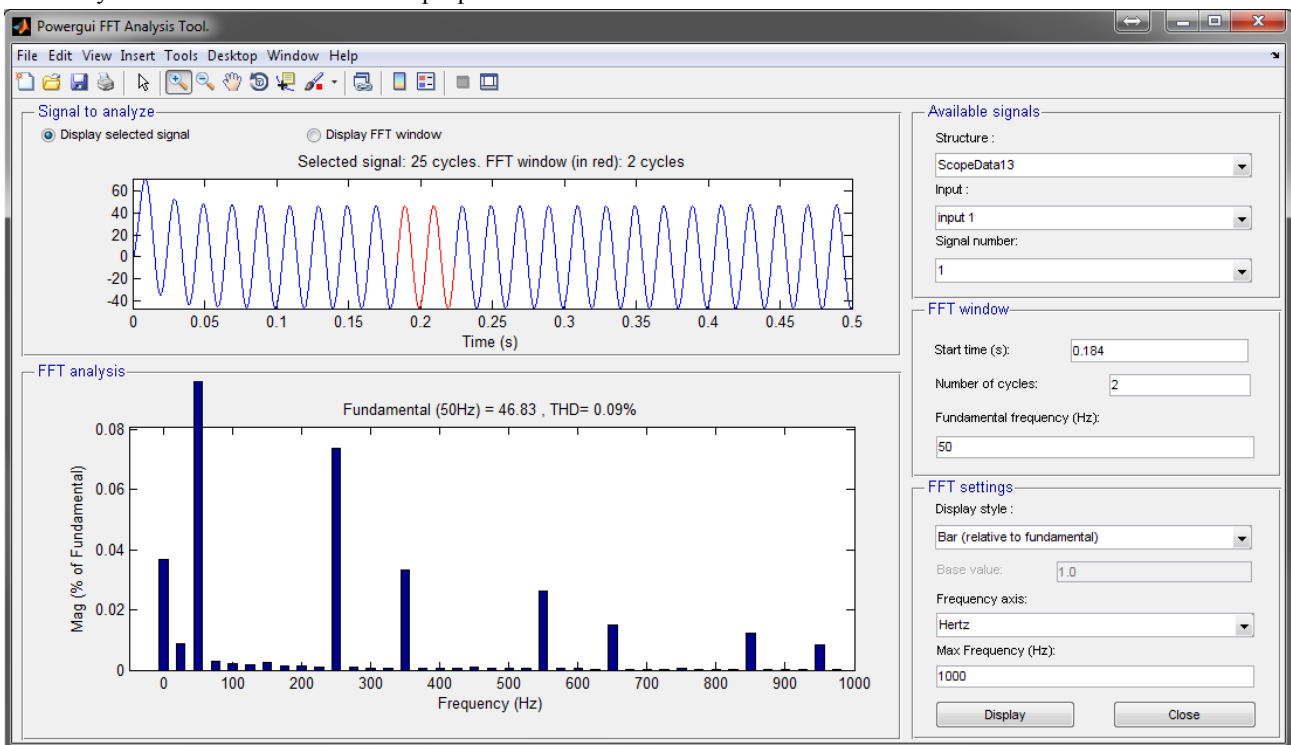 Powergui FFT Analysis Tool.
File Edit View Insert Tools Desktop Window Help
Signal to analyze
Display selected signal
Display FFT window
Selected signal: 25 cycles. FFT window (in red): 2 cycles
60
40
20
0
-20
-40
0 0.05 0.1 0.15 0.2 0.25 0.3 0.35 0.4 0.45 0.5
Time (s)
FFT analysis
Fundamental (50Hz) = 46.83 , THD= 0.09%
Mag (% of Fundamental)
0.08
0.06
0.04
0.02
0
0 100 200 300 400 500 600 700 800 900 1000
Frequency (Hz)
Available signals
Structure :
ScopeData13
Input :
input 1
Signal number:
1
FFT window
Start time (s): 0.184
Number of cycles: 2
Fundamental frequency (Hz):
50
FFT settings
Display style :
Bar (relative to fundamental)
Base value: 1.0
Frequency axis:
Hertz
Max Frequency (Hz):
1000
Display
Close